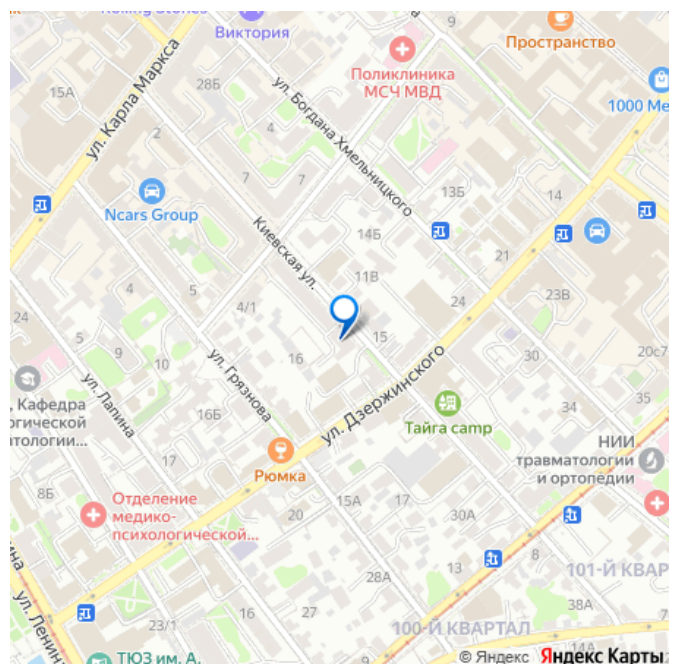 Rolling Stones
Виктория
9
Пространство
Поликлиника
МСЧ МВД
1000 Ме
ул. Карла Маркса
15А
28Б
ул. Богдана Хмельницкого
2
4
7
7
13Б
14
Ncars Group
Киевская ул.
14Б
21
11В
4
5
4/1
24
23В
24
5
9
16
15
30
20с7
10
ул. Грязнова
ул. Лапина
ул. Дзержинского
Кафедра
16Б
Тайга camp
34
35
НИИ
травматологии
и ортопедии
17
Рюмка
8Б
Отделение
медико-
психологической...
20
15А
17
30А
28А
13
8
101-Й КВАР
ул. Ленин
16
27
38А
23/1
100-Й КВАРТАЛ
14А
ТЮЗ им. А.
© Яндекс Яндекс Карты